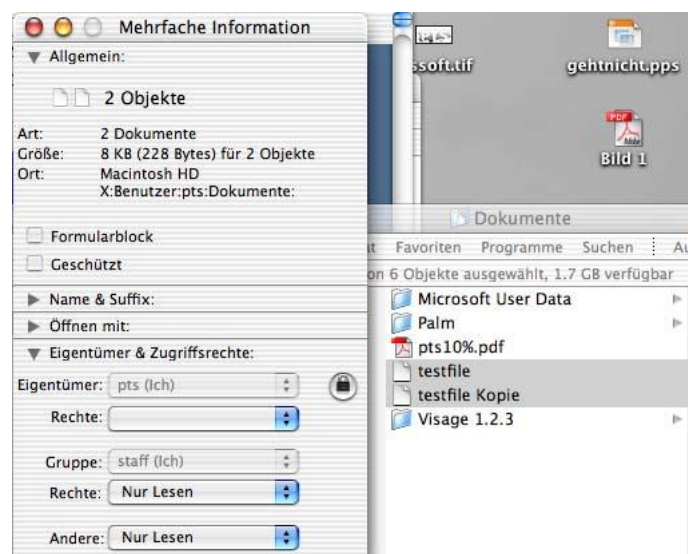 Mehrfache Information
Allgemein:
2 Objekte
Art: 2 Dokumente
Größe: 8 KB (228 Bytes) für 2 Objekte
Ort: Macintosh HD
X:Benutzer:pts:Dokumente:
Formularblock
Geschützt
Name & Suffix:
Öffnen mit:
Eigentümer & Zugriffsrechte:
Eigentümer: pts (Ich)
Rechte:
Gruppe: staff (Ich)
Rechte: Nur Lesen
Andere: Nur Lesen
ssoft.tif
gehtnicht.pps
PDF
Adobe
Bild 1
Dokumente
Favoriten Programme Suchen
on 6 Objekte ausgewählt, 1.7 GB verfügbar
Microsoft User Data
Palm
pts10%.pdf
testfile
testfile Kopie
Visage 1.2.3